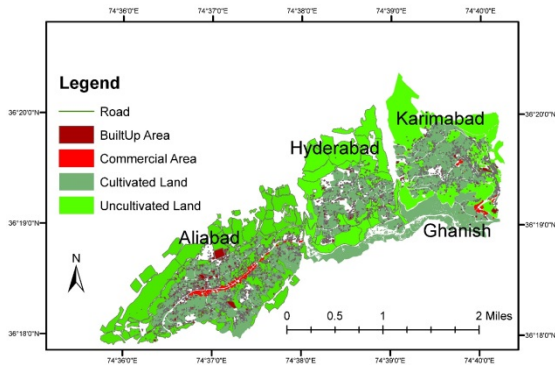 74°36'0"E 74°37'0"E 74°38'0"E 74°39'0"E 74°40'0"E
Legend
Road
BuiltUp Area
Commercial Area
Cultivated Land
Uncultivated Land
Karimabad
Hyderabad
Aliabad
Ghanish
N
0 0.5 1 2 Miles
36°20'0"N
36°19'0"N
36°18'0"N
36°20'0"N
36°19'0"N
36°18'0"N
74°36'0"E 74°37'0"E 74°38'0"E 74°39'0"E 74°40'0"E